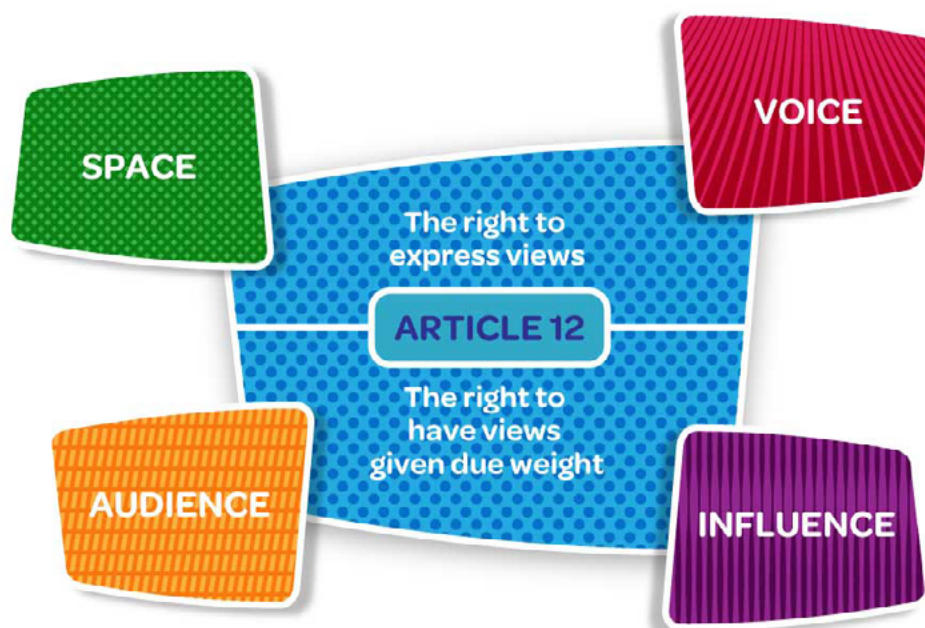 SPACE
VOICE
The right to
express views
ARTICLE 12
The right to
have views
given due weight
AUDIENCE
INFLUENCE